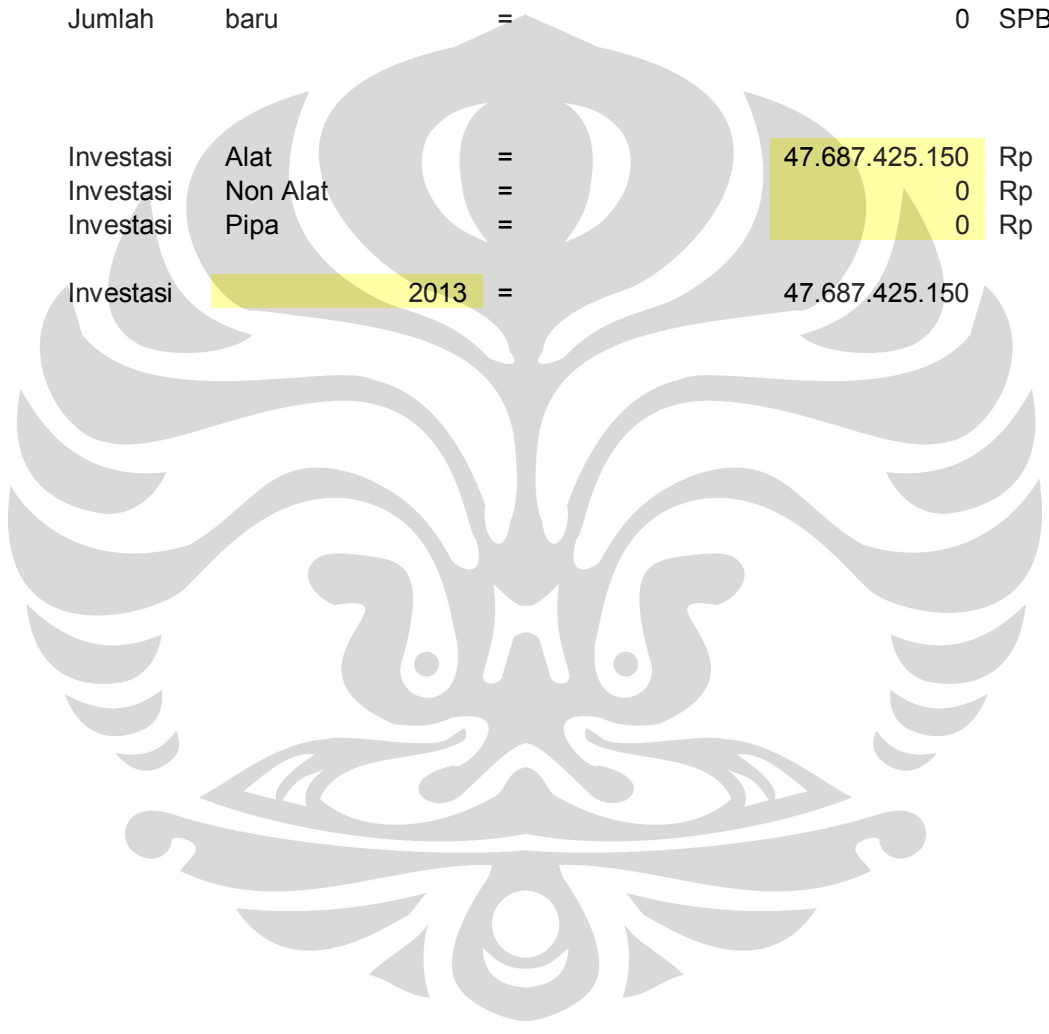 Jumlah baru = 0 SPB
Investasi Alat = 47.687.425.150 Rp
Investasi Non Alat = 0 Rp
Investasi Pipa = 0 Rp
Investasi 2013 = 47.687.425.150